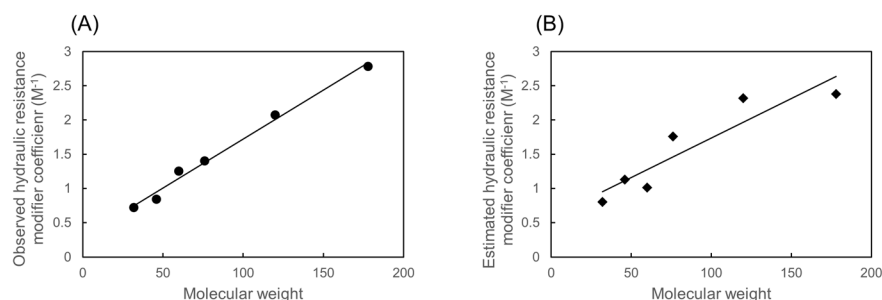 (A)
Observed hydraulic resistance
modifier coefficienr (M-1)
3
2.5
2
1.5
1
0.5
0
0 50 100 150 200
Molecular weight
(B)
Estimated hydraulic resistance
modifier coefficienr (M-1)
3
2.5
2
1.5
1
0.5
0
0 50 100 150 200
Molecular weight